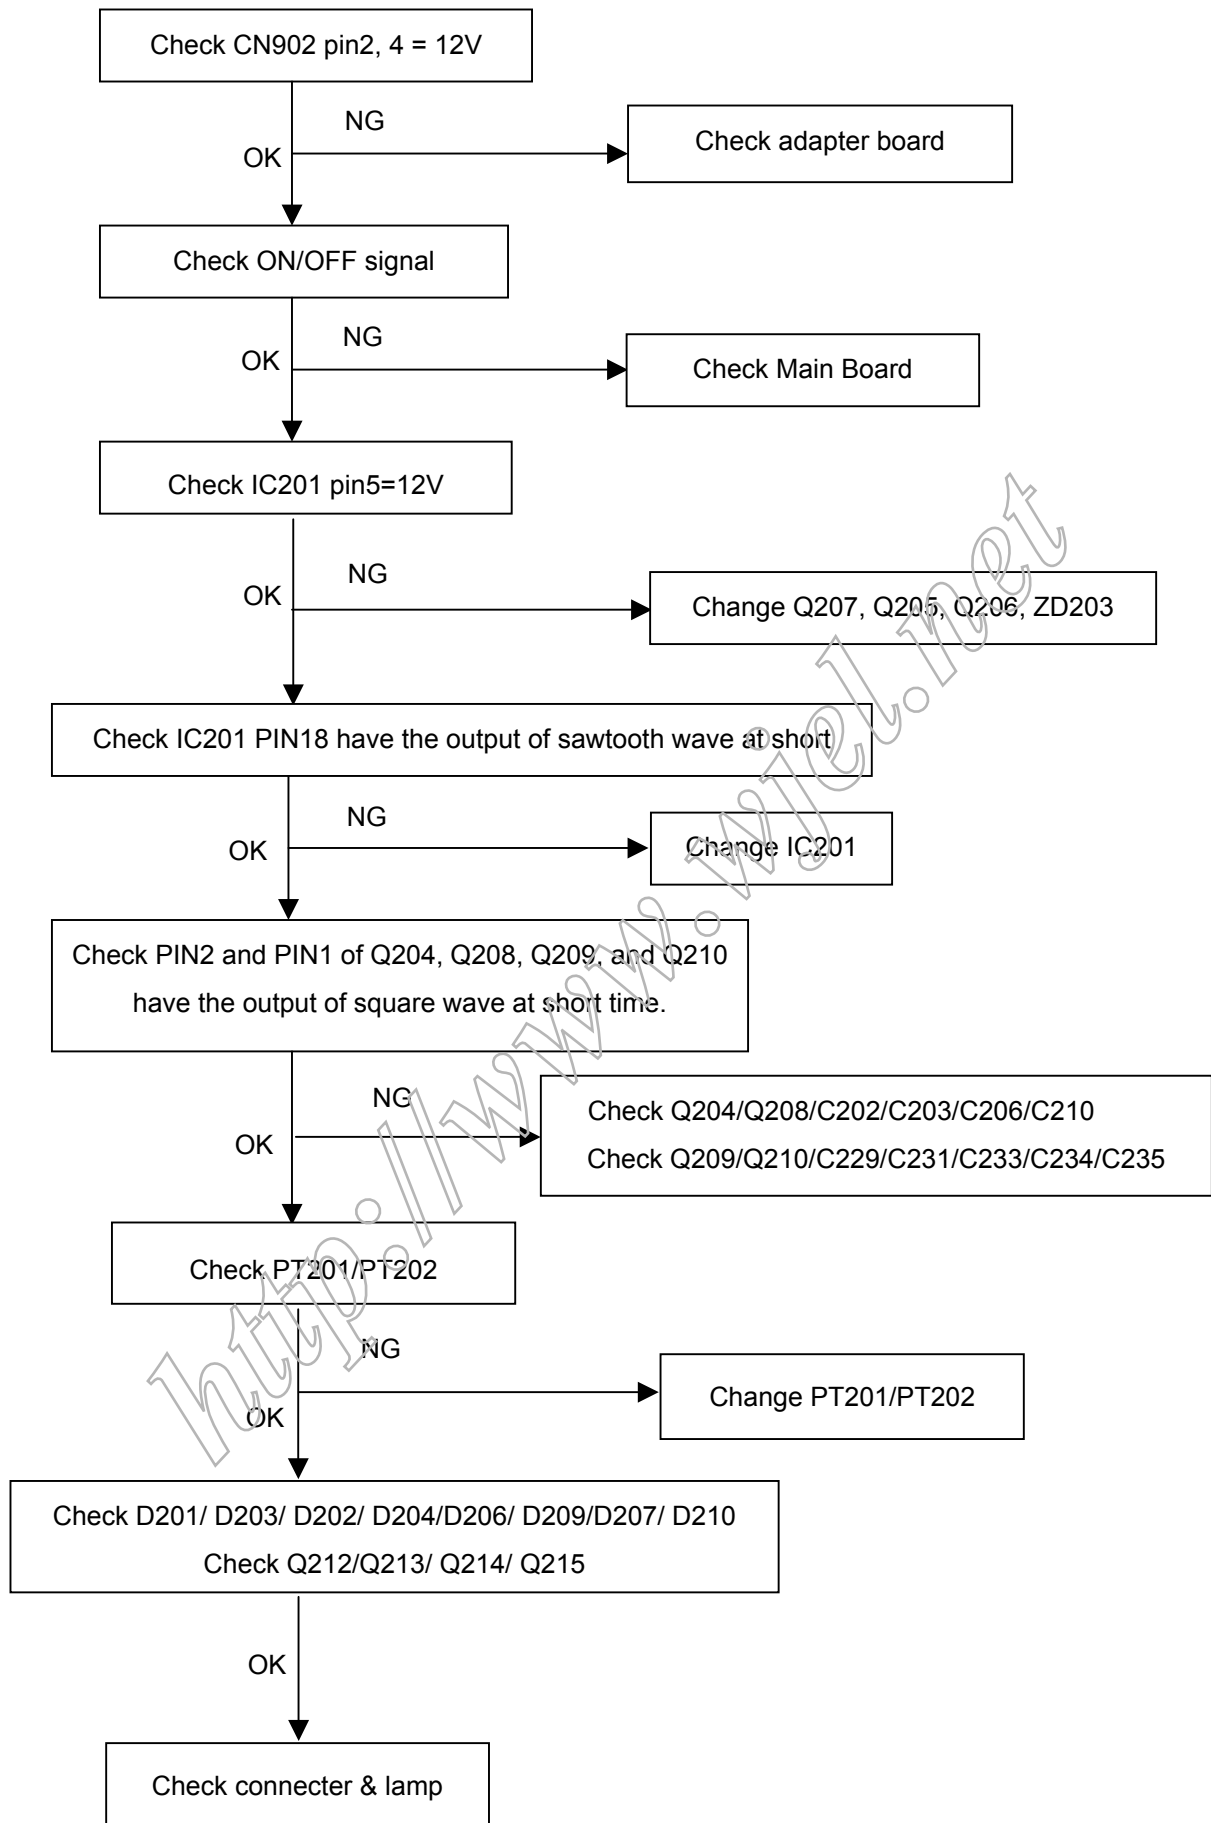 Check CN902 pin2, 4 = 12V
NG
OK
Check adapter board
Check ON/OFF signal
NG
OK
Check Main Board
Check IC201 pin5=12V
NG
OK
Change Q207, Q205, Q206, ZD203
Check IC201 PIN18 have the output of sawtooth wave at short
NG
OK
Change IC201
Check PIN2 and PIN1 of Q204, Q208, Q209, and Q210
have the output of square wave at short time.
NG
OK
Check Q204/Q208/C202/C203/C206/C210
Check Q209/Q210/C229/C231/C233/C234/C235
Check PT201/PT202
NG
OK
Change PT201/PT202
Check D201/ D203/ D202/ D204/D206/ D209/D207/ D210
Check Q212/Q213/ Q214/ Q215
OK
Check connecter & lamp
http://www.wjel.net